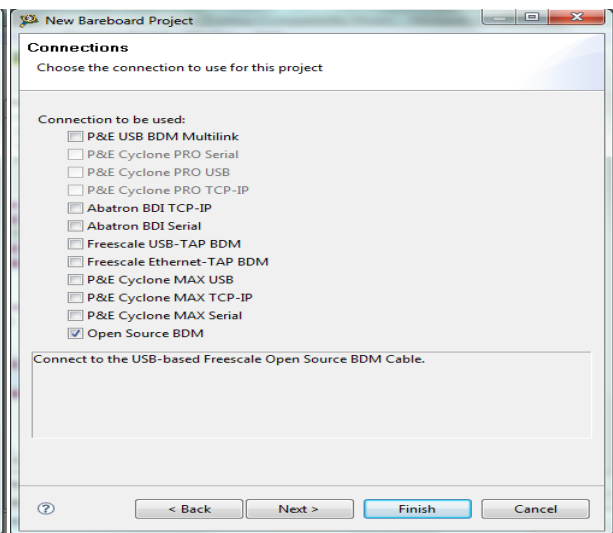 New Bareboard Project
Connections
Choose the connection to use for this project
Connection to be used:
P&E USB BDM Multilink
P&E Cyclone PRO Serial
P&E Cyclone PRO USB
P&E Cyclone PRO TCP-IP
Abatron BDI TCP-IP
Abatron BDI Serial
Freescale USB-TAP BDM
Freescale Ethernet-TAP BDM
P&E Cyclone MAX USB
P&E Cyclone MAX TCP-IP
P&E Cyclone MAX Serial
Open Source BDM
Connect to the USB-based Freescale Open Source BDM Cable.
? < Back Next > Finish Cancel